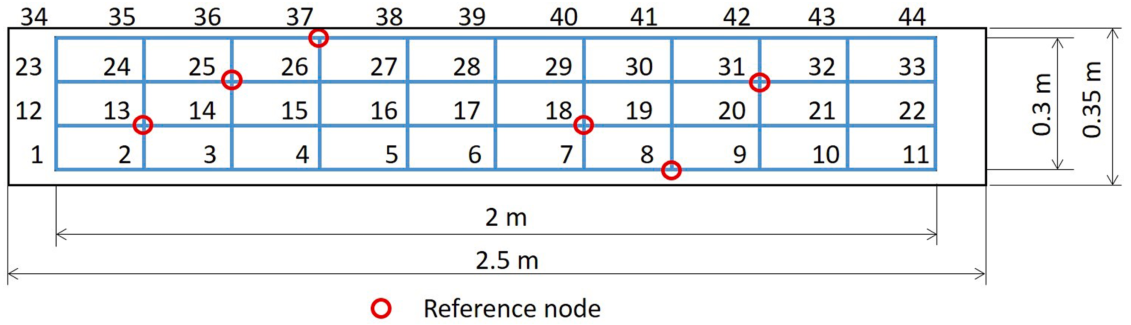 34 35 36 37 38 39 40 41 42 43 44
23 24 25 26 27 28 29 30 31 32 33
12 13 14 15 16 17 18 19 20 21 22
1 2 3 4 5 6 7 8 9 10 11
0.3 m
0.35 m
2 m
2.5 m
Reference node